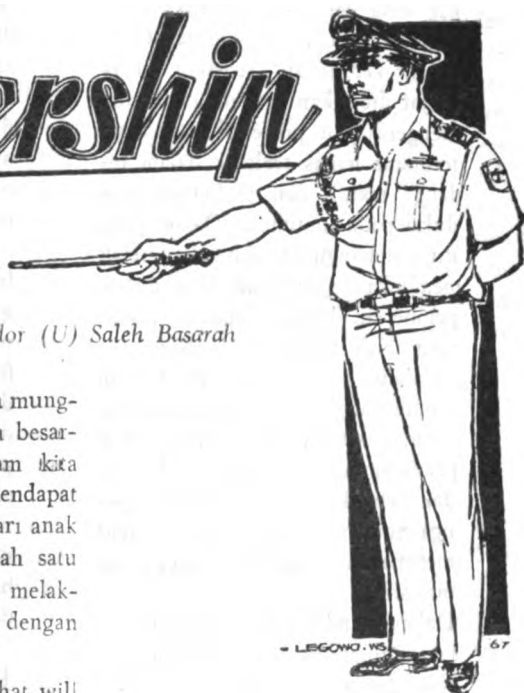 ership
dor (U) Saleh Basarah
mung-
besar-
am kita
endapat
ari anak
ah satu
melak-
dengan
hat will
LEGOWO. WS. 67